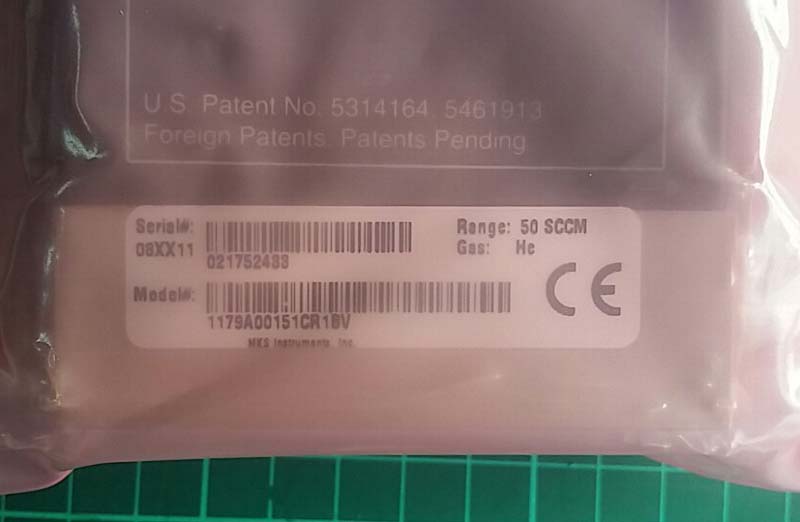 U.S. Patent No. 5314164, 5461913
Foreign Patents. Patents Pending
Serial#:
08XX11
021752433
Range: 50 SCCM
Gas: He
Model#:
1179A00151CR1BV
MKS Instruments, Inc.
CE